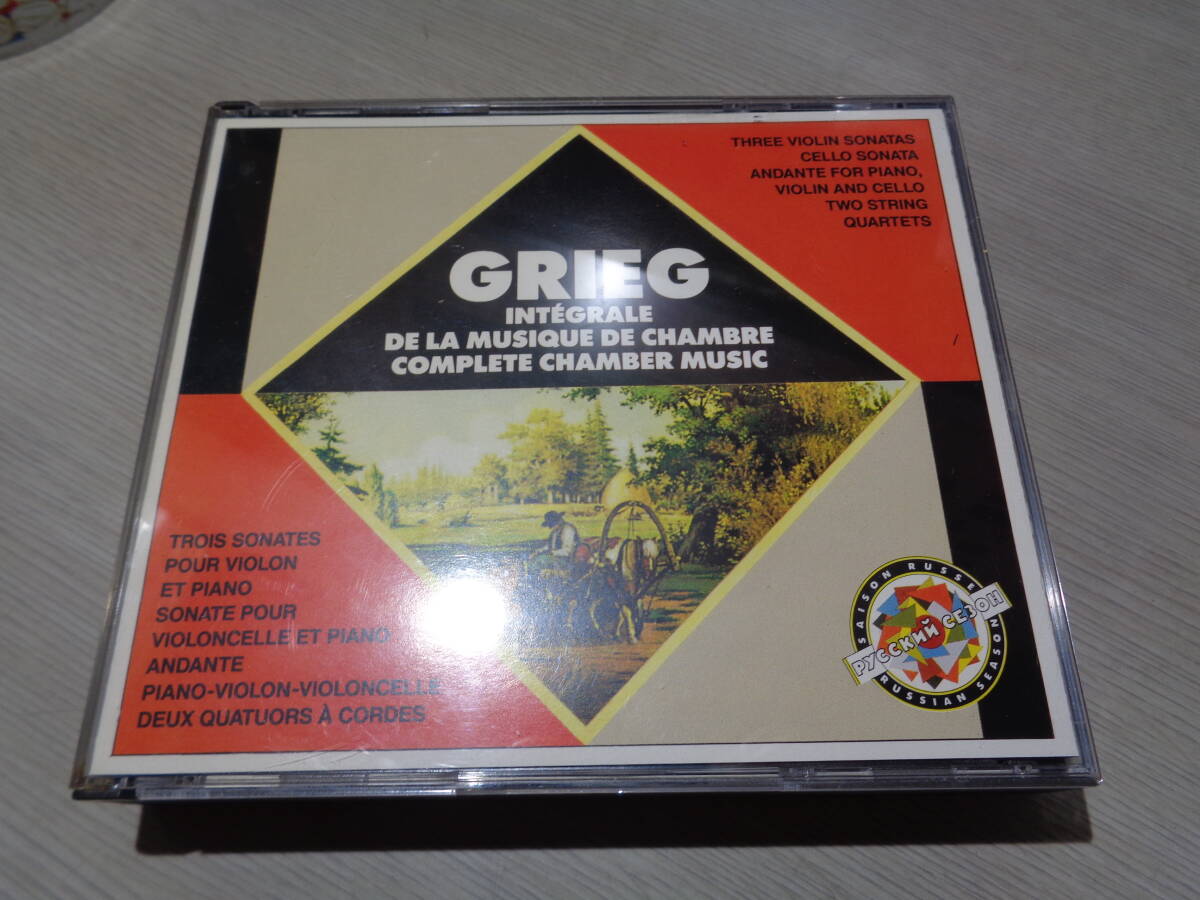 THREE VIOLIN SONATAS
CELLO SONATA
ANDANTE FOR PIANO,
VIOLIN AND CELLO
TWO STRING
QUARTETS
GRIEG
INTÉGRALE
DE LA MUSIQUE DE CHAMBRE
COMPLETE CHAMBER MUSIC
TROIS SONATES
POUR VIOLON
ET PIANO
SONATE POUR
VIOLONCELLE ET PIANO
ANDANTE
PIANO-VIOLON-VIOLONCELLE
DEUX QUATUORS À CORDES
SAISON RUSSE
РУССКИЙ СЕЗОН
RUSSIAN SEASON